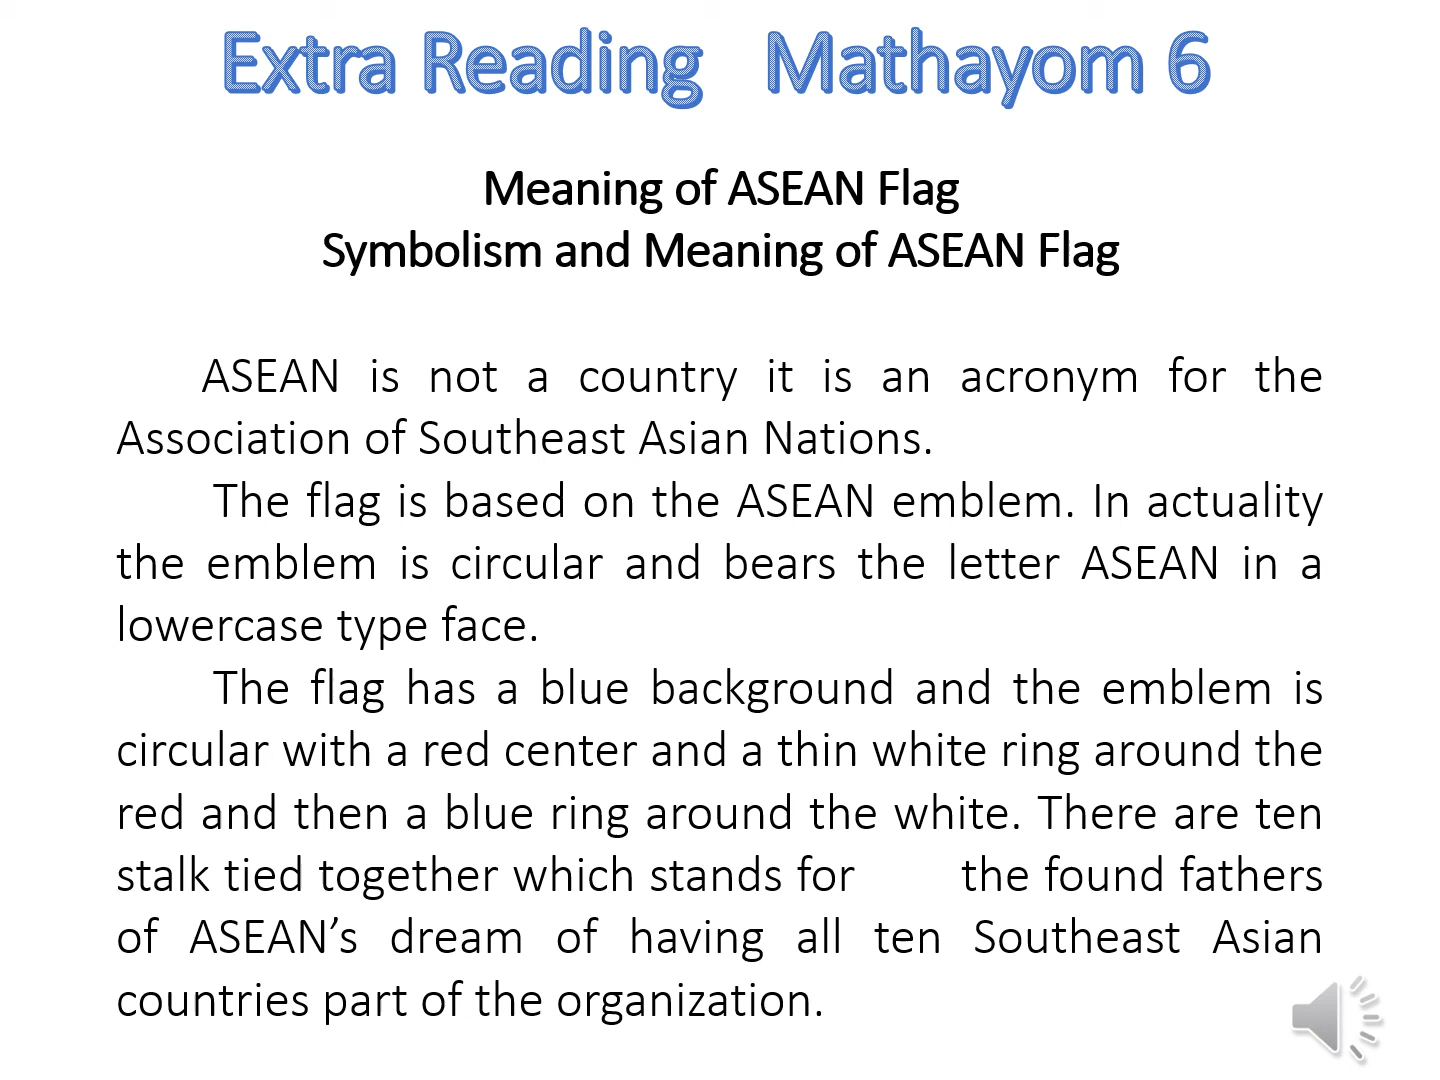 Extra Reading Mathayom 6
Meaning of ASEAN Flag
Symbolism and Meaning of ASEAN Flag
ASEAN is not a country it is an acronym for the
Association of Southeast Asian Nations.
The flag is based on the ASEAN emblem. In actuality
the emblem is circular and bears the letter ASEAN in a
lowercase type face.
The flag has a blue background and the emblem is
circular with a red center and a thin white ring around the
red and then a blue ring around the white. There are ten
stalk tied together which stands for the found fathers
of ASEAN’s dream of having all ten Southeast Asian
countries part of the organization.